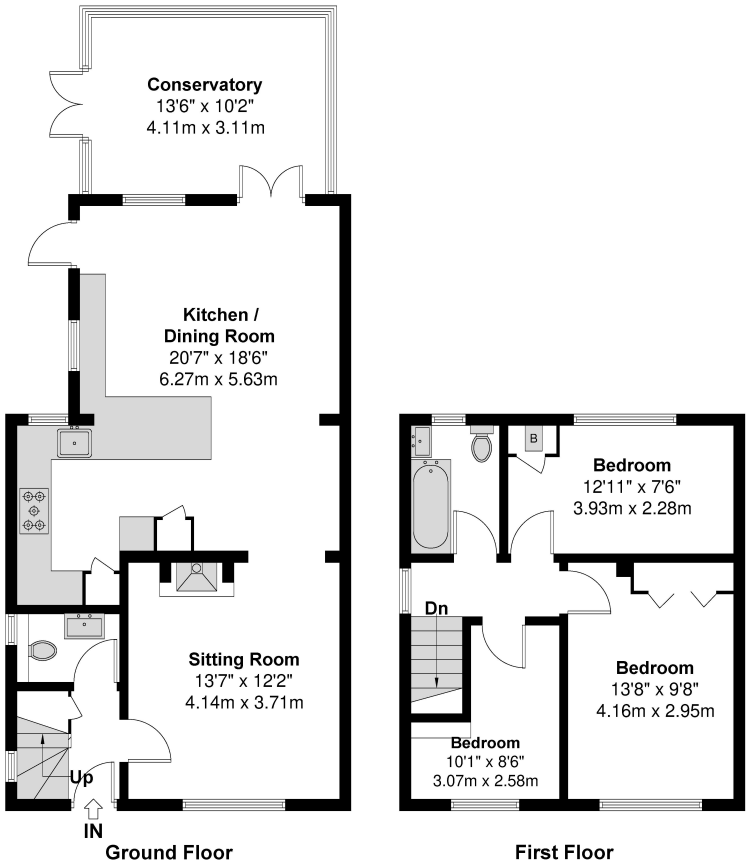 Conservatory
13'6" x 10'2"
4.11m x 3.11m
Kitchen /
Dining Room
20'7" x 18'6"
6.27m x 5.63m
Sitting Room
13'7" x 12'2"
4.14m x 3.71m
Up
IN
Ground Floor
B
Bedroom
12'11" x 7'6"
3.93m x 2.28m
Dn
Bedroom
13'8" x 9'8"
4.16m x 2.95m
Bedroom
10'1" x 8'6"
3.07m x 2.58m
First Floor